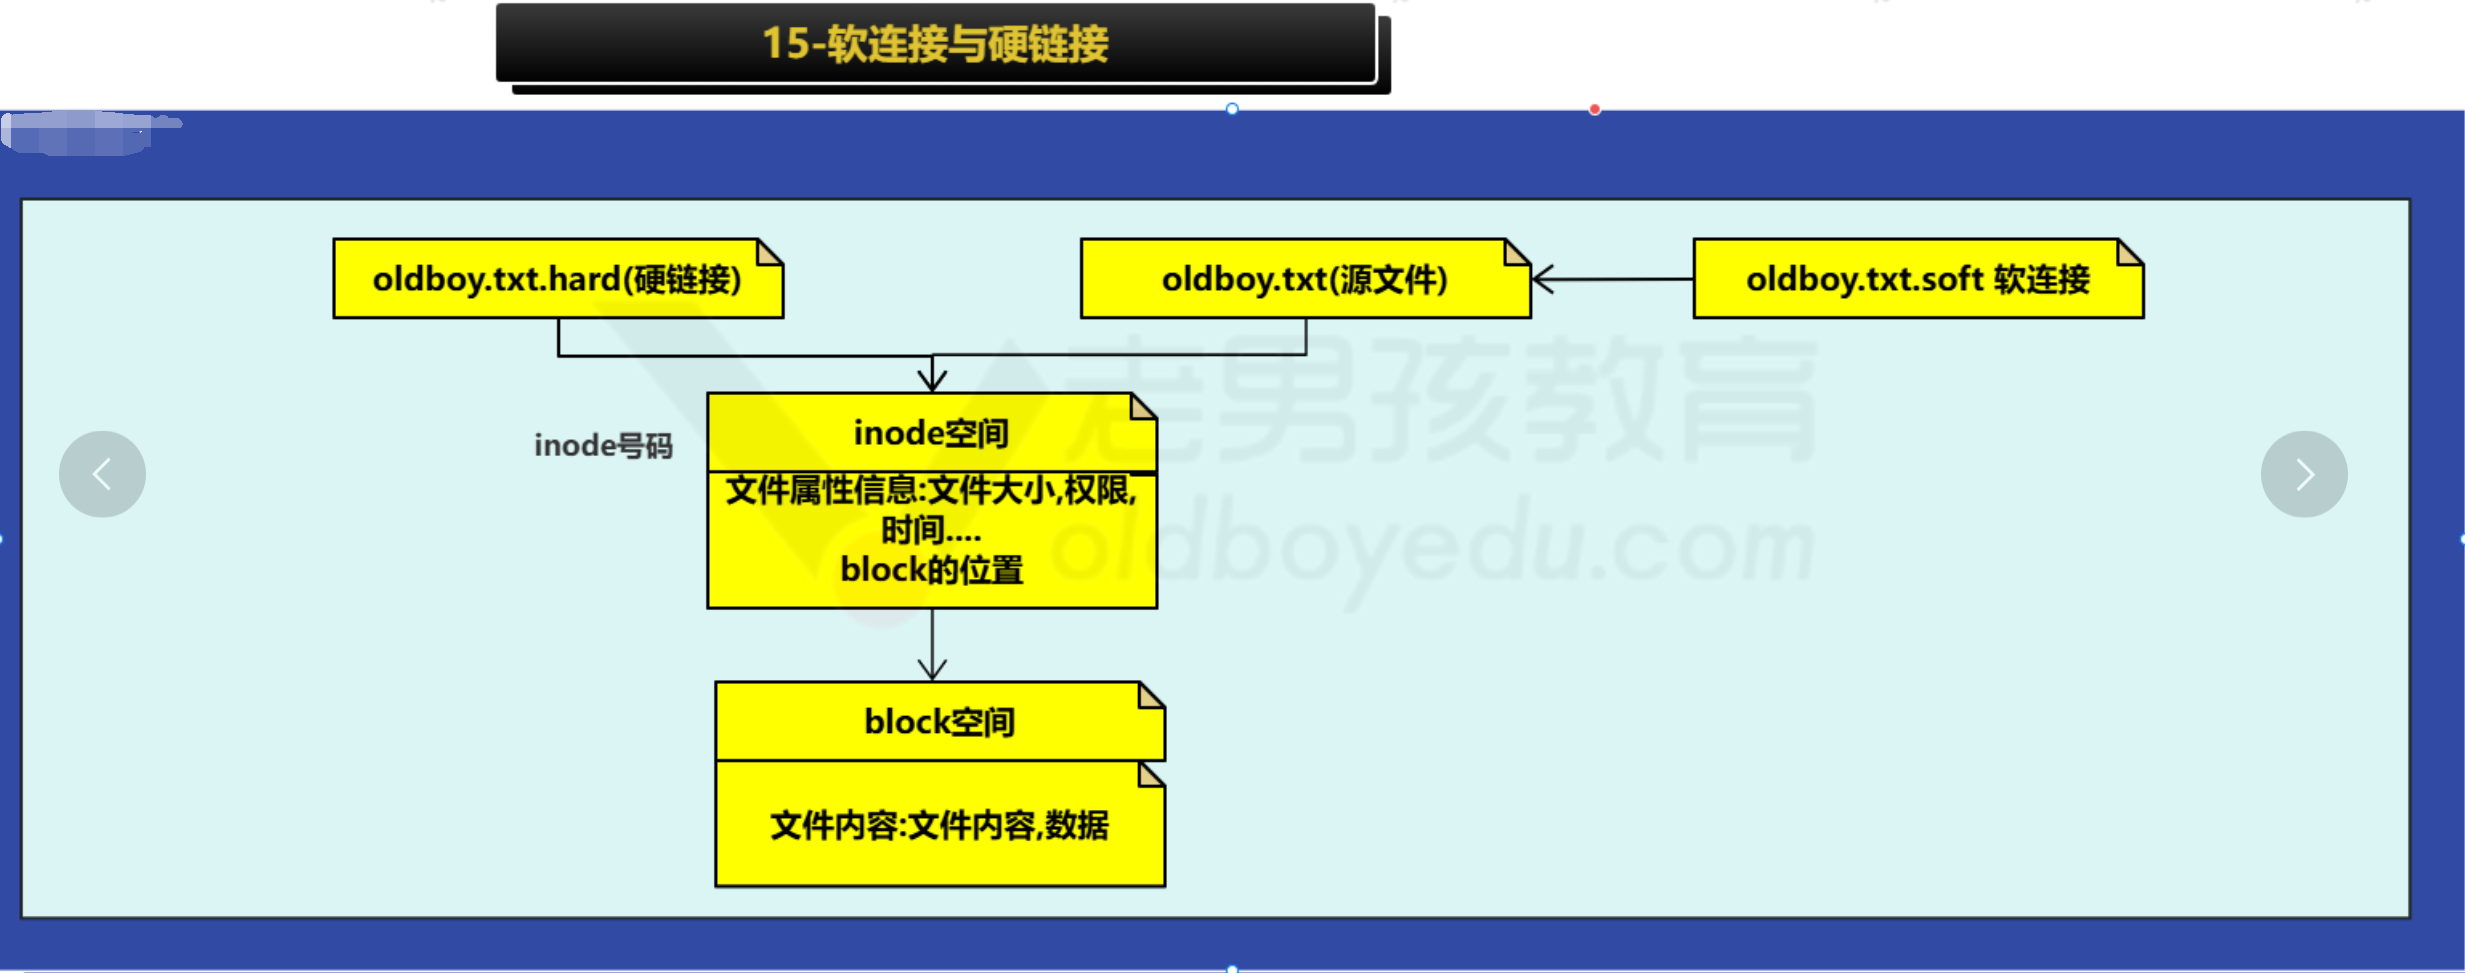 15-软连接与硬链接
oldboy.txt.hard(硬链接)
oldboy.txt(源文件)
oldboy.txt.soft 软连接
inode号码
inode空间
文件属性信息:文件大小,权限,
时间....
block的位置
老男孩教育
oldboyedu.com
block空间
文件内容:文件内容,数据